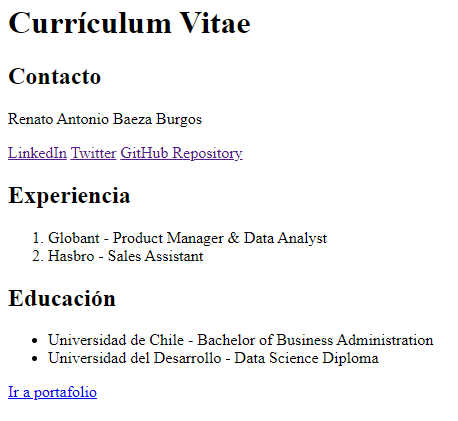 Currículum Vitae
Contacto
Renato Antonio Baeza Burgos
LinkedIn Twitter GitHub Repository
Experiencia
1. Globant - Product Manager & Data Analyst
2. Hasbro - Sales Assistant
Educación
• Universidad de Chile - Bachelor of Business Administration
• Universidad del Desarrollo - Data Science Diploma
Ir a portafolio